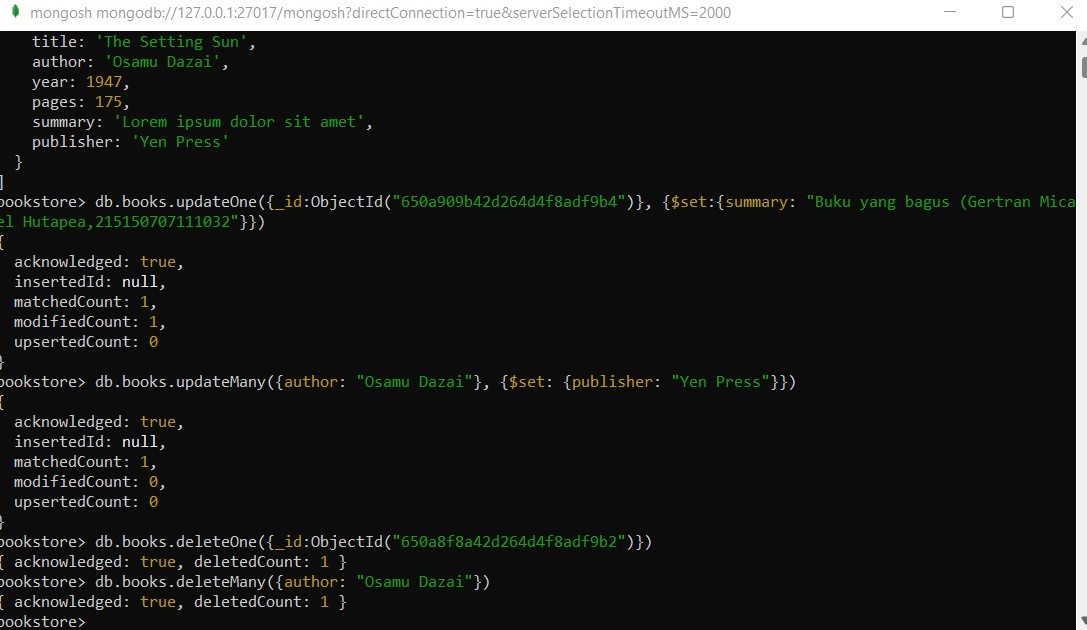 mongosh mongodb://127.0.0.1:27017/mongosh?directConnection=true&serverSelectionTimeoutMS=2000
title: 'The Setting Sun',
author: 'Osamu Dazai',
year: 1947,
pages: 175,
summary: 'Lorem ipsum dolor sit amet',
publisher: 'Yen Press'
}
]
bookstore> db.books.updateOne({_id:ObjectId("650a909b42d264d4f8adf9b4")}, {$set:{summary: "Buku yang bagus (Gertran Mica
el Hutapea,215150707111032"}})
{
acknowledged: true,
insertedId: null,
matchedCount: 1,
modifiedCount: 1,
upsertedCount: 0
}
bookstore> db.books.updateMany({author: "Osamu Dazai"}, {$set: {publisher: "Yen Press"}})
{
acknowledged: true,
insertedId: null,
matchedCount: 1,
modifiedCount: 0,
upsertedCount: 0
}
bookstore> db.books.deleteOne({_id:ObjectId("650a8f8a42d264d4f8adf9b2")})
{ acknowledged: true, deletedCount: 1 }
bookstore> db.books.deleteMany({author: "Osamu Dazai"})
{ acknowledged: true, deletedCount: 1 }
bookstore>